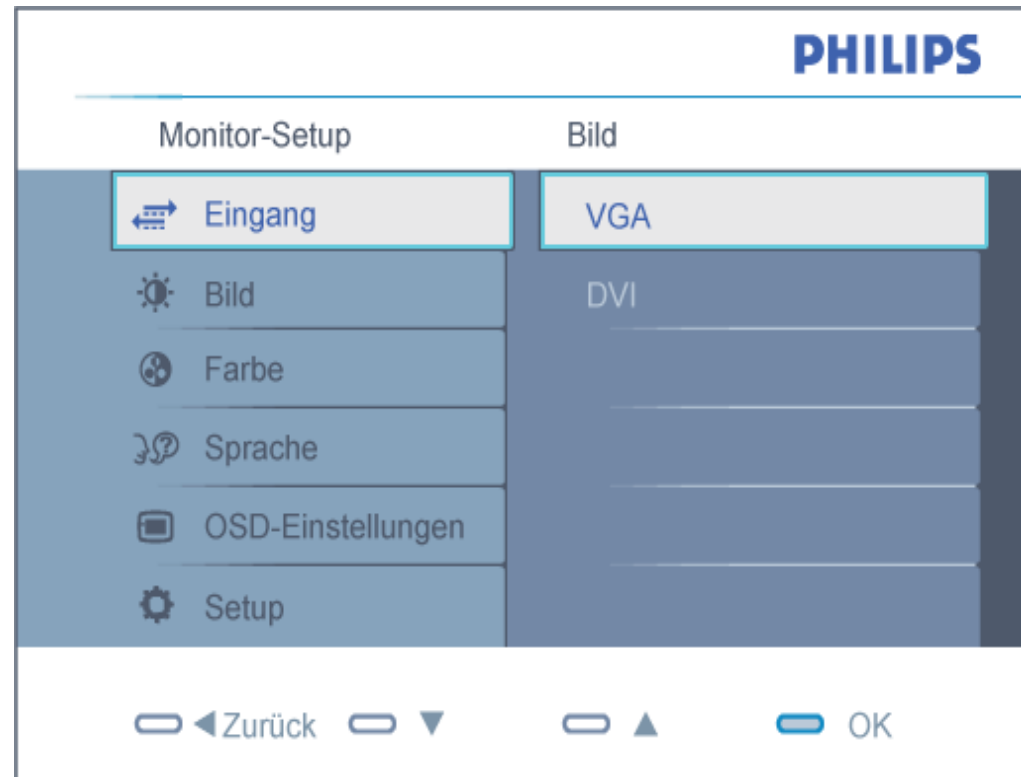 PHILIPS
Monitor-Setup Bild
Eingang VGA
Bild DVI
Farbe
Sprache
OSD-Einstellungen
Setup
Zurück OK